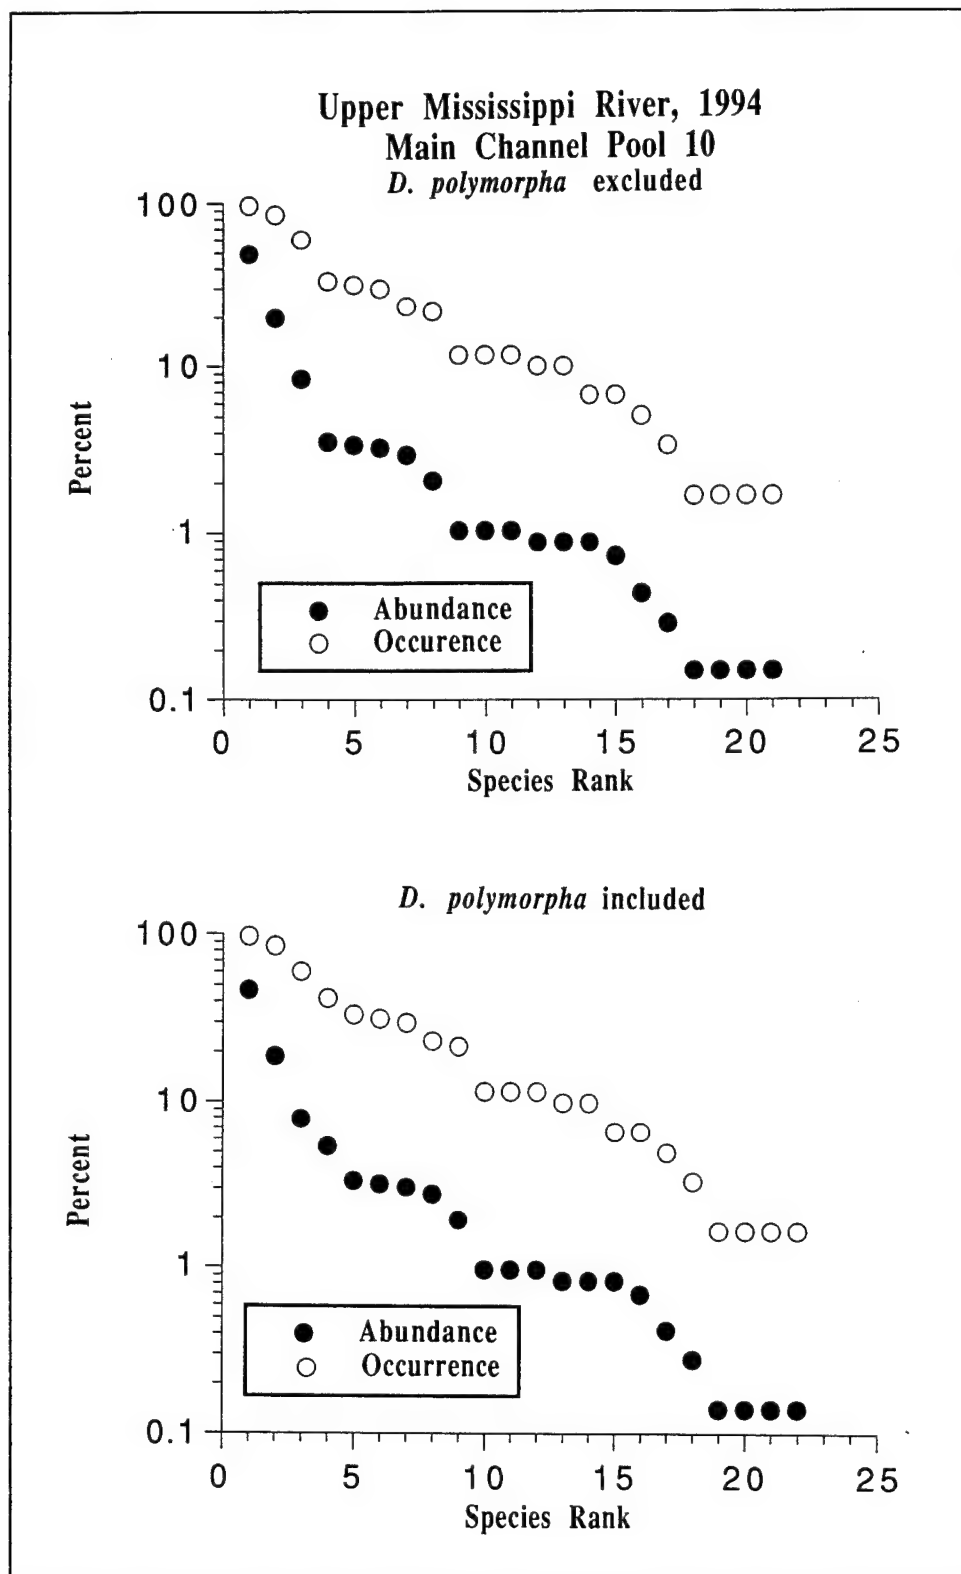 Upper Mississippi River, 1994
Main Channel Pool 10
D. polymorpha excluded
100
10
1
0.1
Percent
Abundance
Occurence
0 5 10 15 20 25
Species Rank
D. polymorpha included
100
10
1
0.1
Percent
Abundance
Occurrence
0 5 10 15 20 25
Species Rank